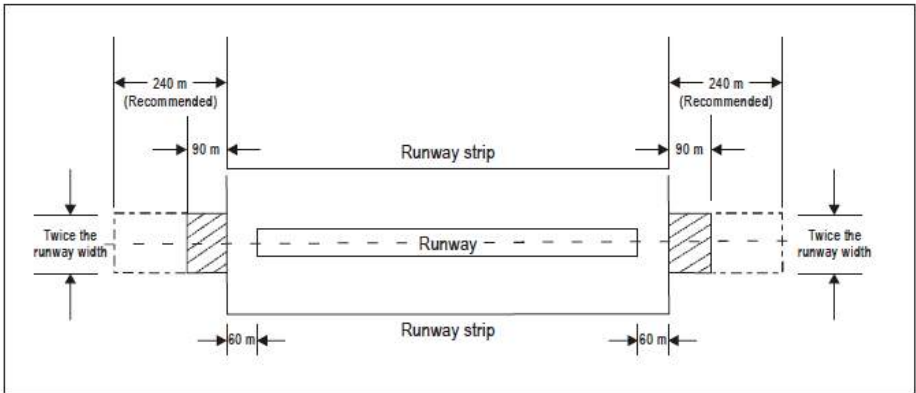 240 m
(Recommended)
240 m
(Recommended)
90 m
Runway strip
90 m
Twice the
runway width
Runway
Twice the
runway width
Runway strip
60 m
60 m